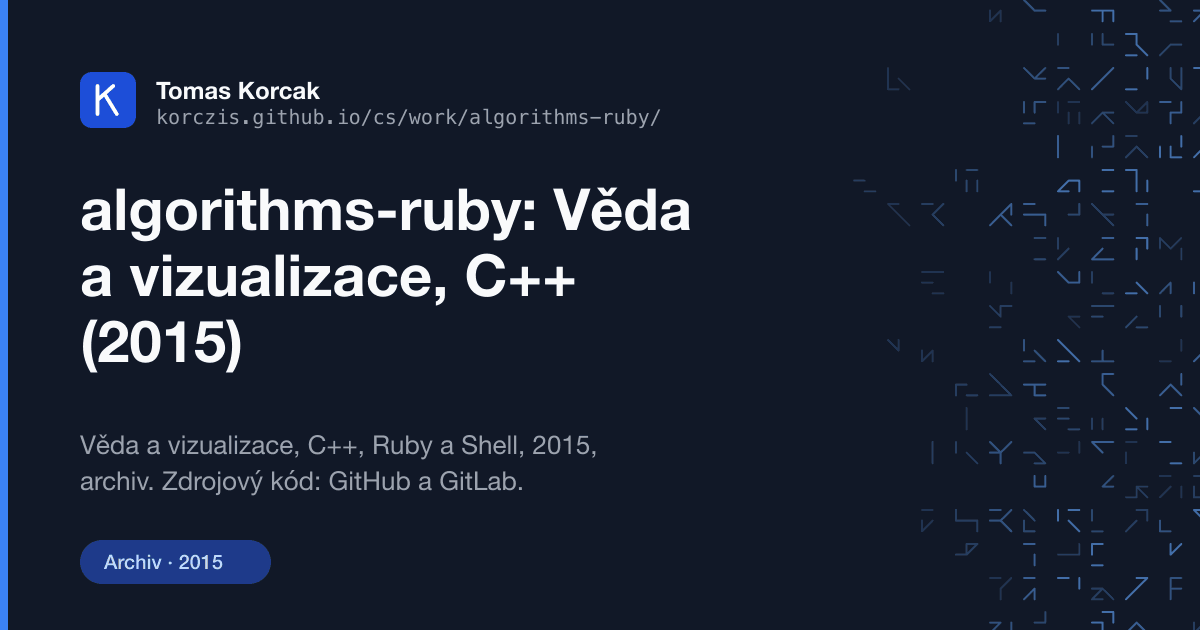 K
Tomas Korcak
korczis.github.io/cs/work/algorithms-ruby/
algorithms-ruby: Věda
a vizualizace, C++
(2015)
Věda a vizualizace, C++, Ruby a Shell, 2015,
archiv. Zdrojový kód: GitHub a GitLab.
Archiv · 2015